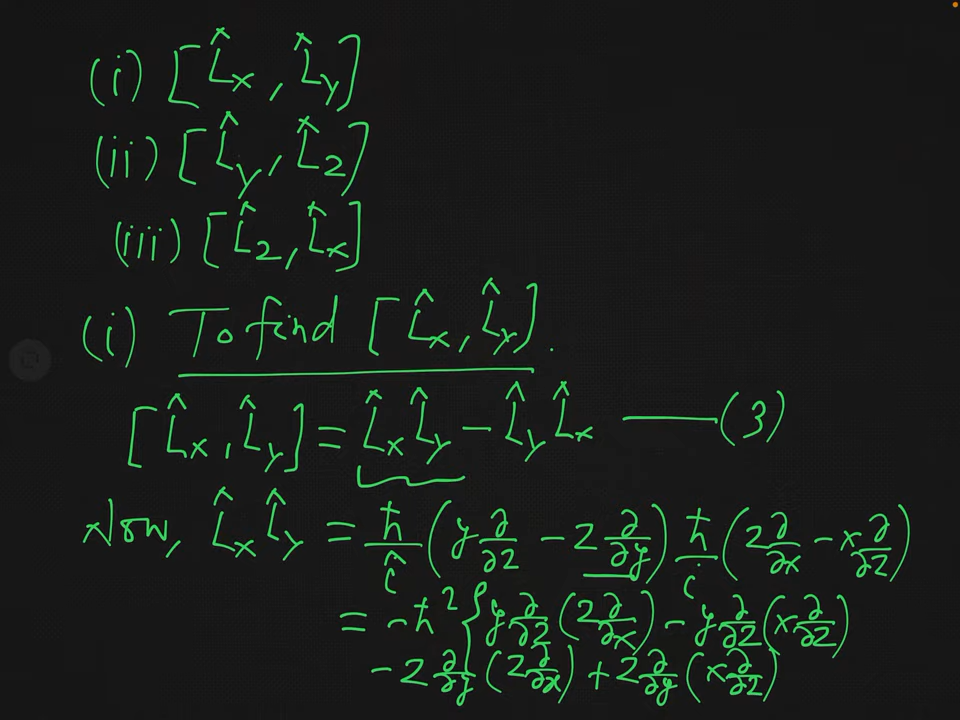 (i) [L̂x, L̂y]
(ii) [L̂y, L̂z]
(iii) [L̂z, L̂x]
(i) To find [L̂x, L̂y].
[L̂x, L̂y] = L̂x L̂y − L̂y L̂x ——— (3)
Now, L̂x L̂y = ħ/i (y ∂/∂z − z ∂/∂y) ħ/i (z ∂/∂x − x ∂/∂z)
= −ħ² { y ∂/∂z (z ∂/∂x) − y ∂/∂z (x ∂/∂z)
− z ∂/∂y (z ∂/∂x) + z ∂/∂y (x ∂/∂z)